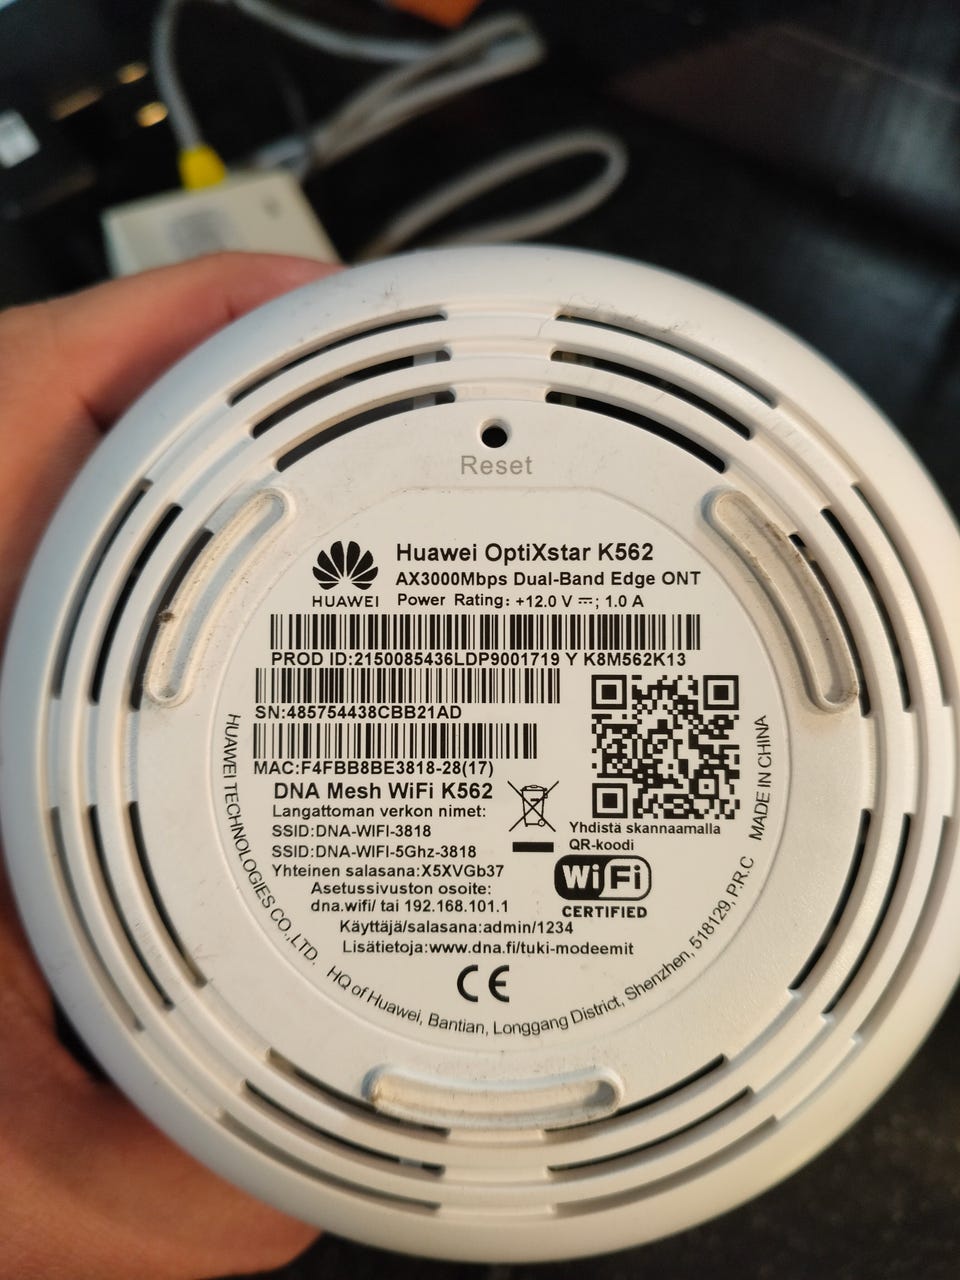 Reset
HUAWEI
Huawei OptiXstar K562
AX3000Mbps Dual-Band Edge ONT
Power Rating: +12.0 V ⎓; 1.0 A
PROD ID:2150085436LDP9001719 Y K8M562K13
SN:485754438CBB21AD
MAC:F4FBB8BE3818-28(17)
DNA Mesh WiFi K562
Langattoman verkon nimet:
SSID:DNA-WIFI-3818
SSID:DNA-WIFI-5Ghz-3818
Yhteinen salasana:X5XVGb37
Asetussivuston osoite:
dna.wifi/ tai 192.168.101.1
Käyttäjä/salasana:admin/1234
Lisätietoja:www.dna.fi/tuki-modeemit
Yhdistä skannaamalla
QR-koodi
WiFi
CERTIFIED
CE
HUAWEI TECHNOLOGIES CO.,LTD. HQ of Huawei, Bantian, Longgang District, Shenzhen, 518129, P.R.C
MADE IN CHINA